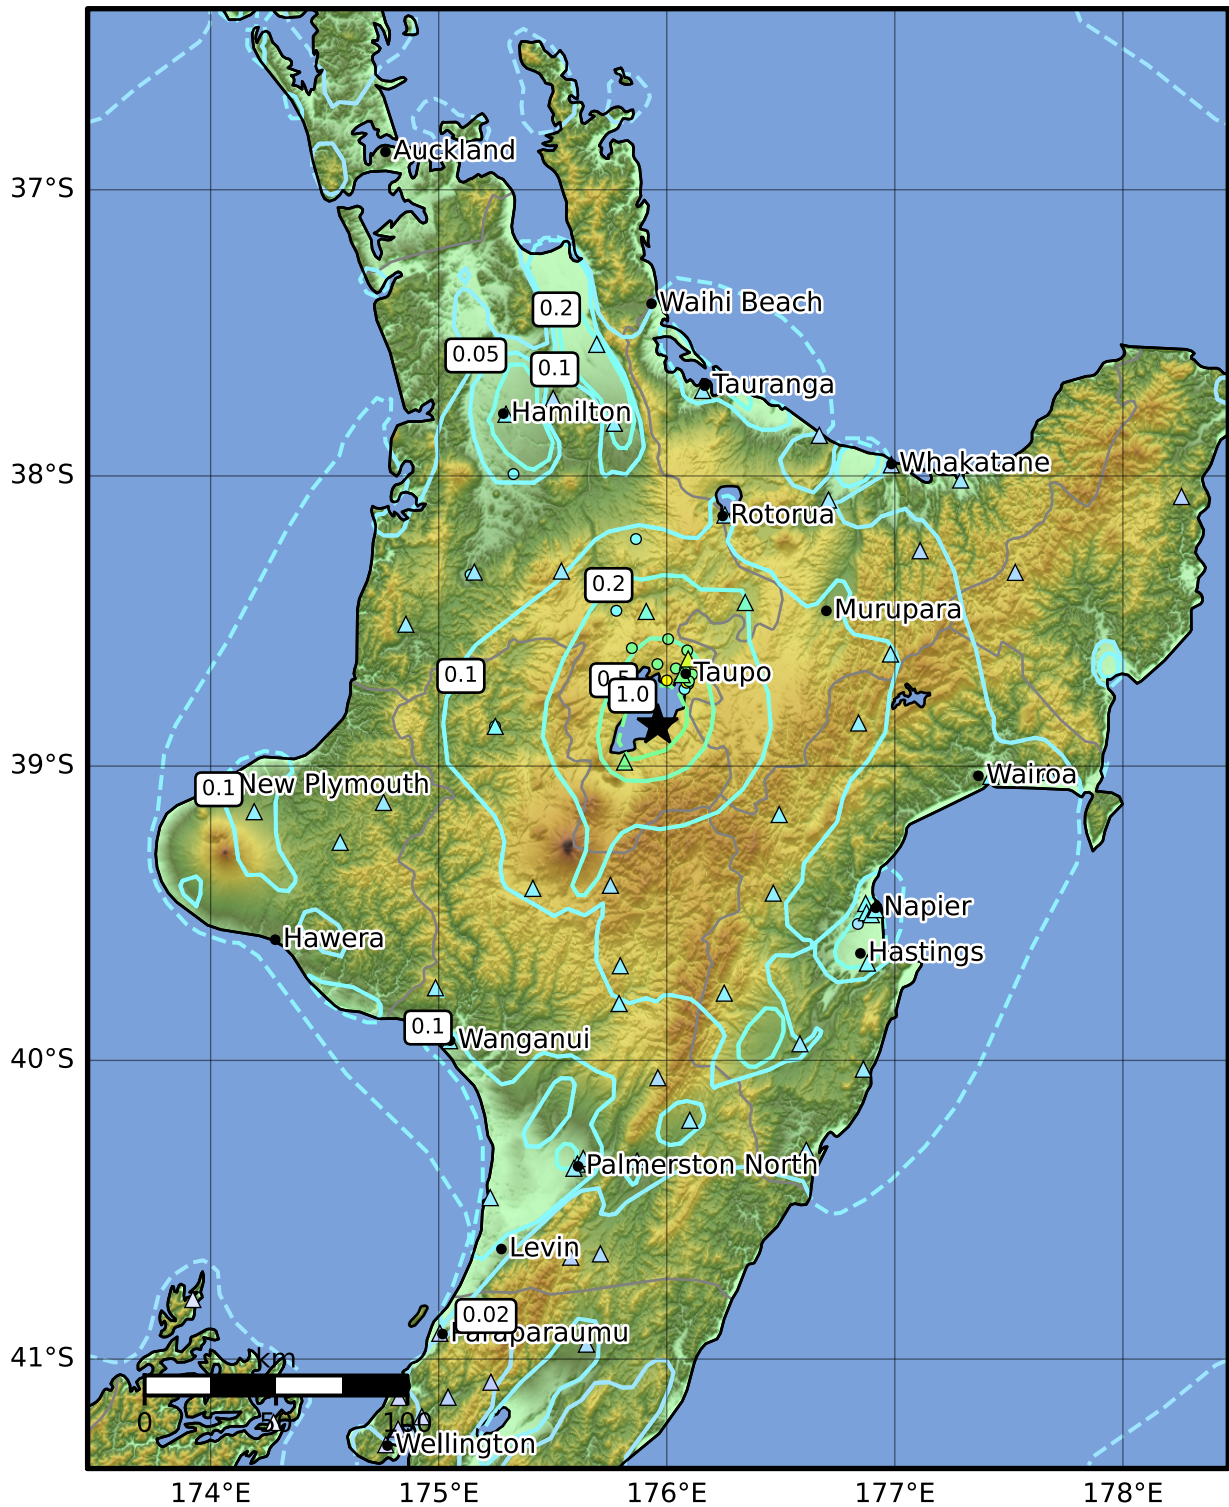 Auckland
37°S
Waihi Beach
0.2
0.05
0.1
Tauranga
Hamilton
38°S
Whakatane
Rotorua
0.2
Murupara
0.1
Taupo
1.0
39°S
Wairoa
0.1
New Plymouth
Napier
Hawera
Hastings
0.1
Wanganui
40°S
Palmerston North
Levin
0.02
Paraparaumu
41°S
km
0
50
100
Wellington
174°E
175°E
176°E
177°E
178°E